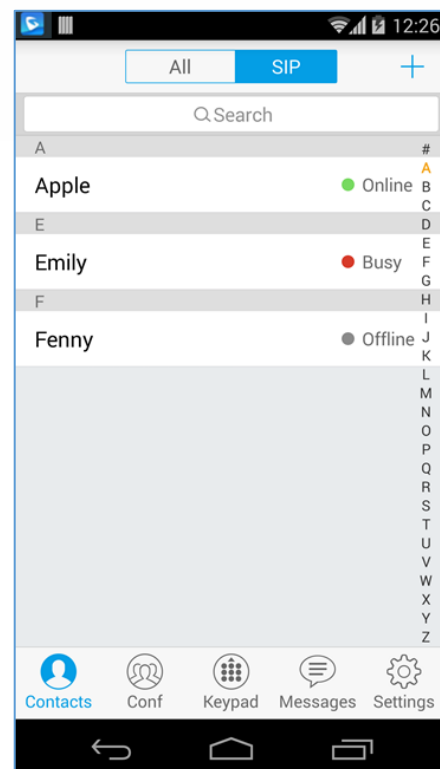 12:26
All SIP +
Search
A
Apple Online
E
Emily Busy
F
Fenny Offline
#
A
B
C
D
E
F
G
H
I
J
K
L
M
N
O
P
Q
R
S
T
U
V
W
X
Y
Z
Contacts Conf Keypad Messages Settings